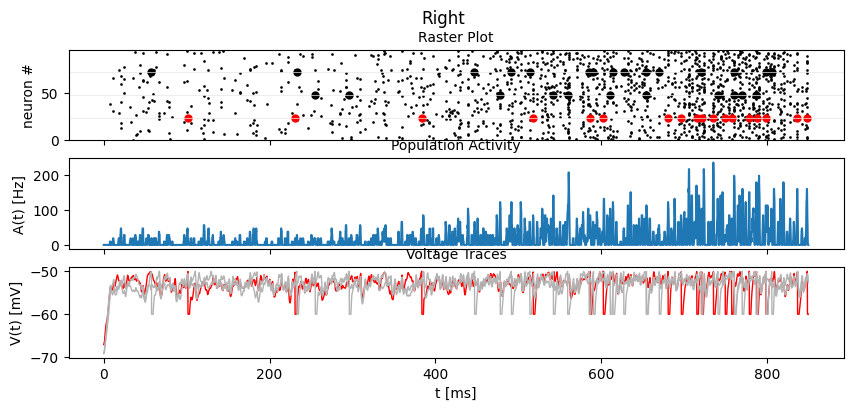 Right
Raster Plot
neuron #
50
0
Population Activity
A(t) [Hz]
200
100
0
Voltage Traces
V(t) [mV]
−50
−60
−70
0 200 400 600 800
t [ms]